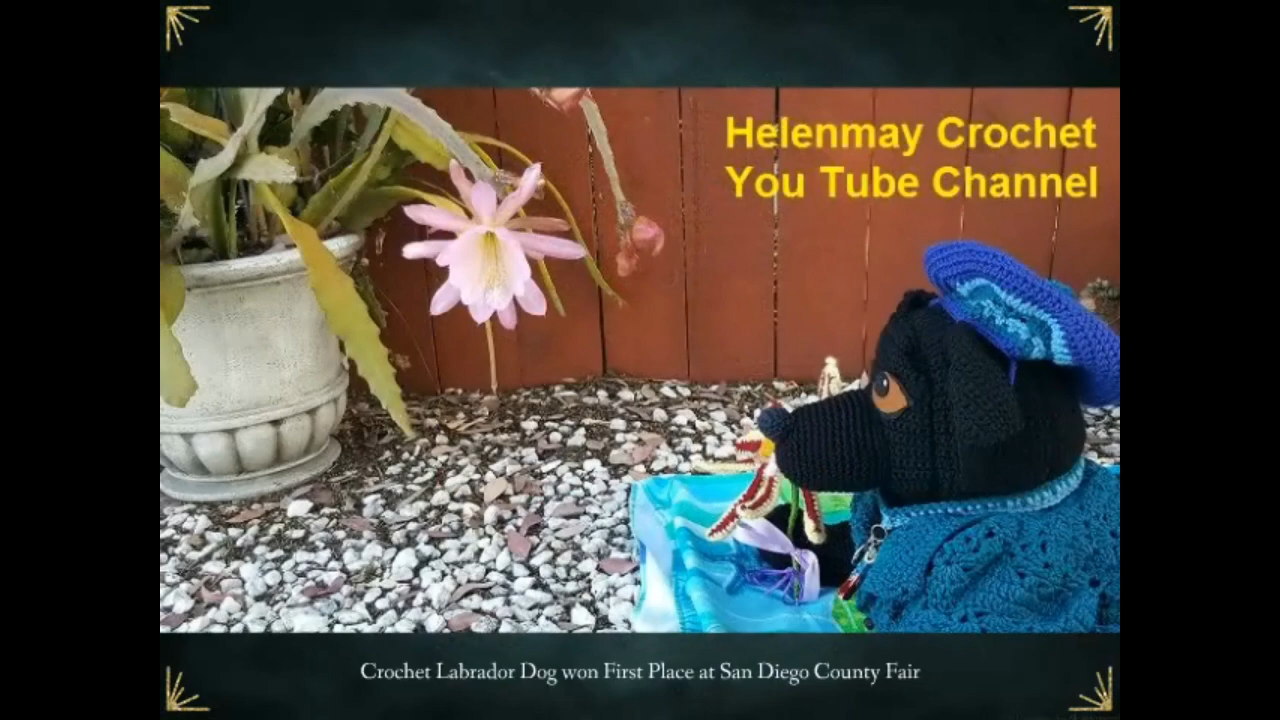 Helenmay Crochet
You Tube Channel
Crochet Labrador Dog won First Place at San Diego County Fair